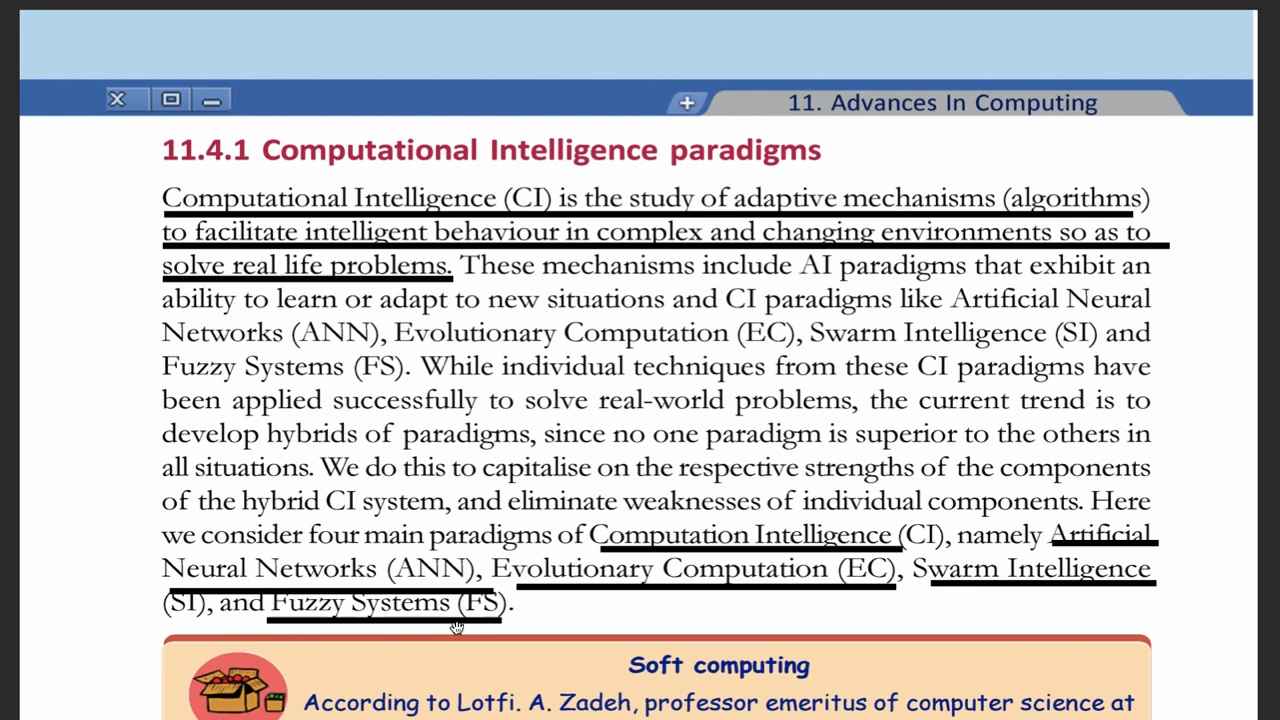 11. Advances In Computing
11.4.1 Computational Intelligence paradigms
Computational Intelligence (CI) is the study of adaptive mechanisms (algorithms)
to facilitate intelligent behaviour in complex and changing environments so as to
solve real life problems. These mechanisms include AI paradigms that exhibit an
ability to learn or adapt to new situations and CI paradigms like Artificial Neural
Networks (ANN), Evolutionary Computation (EC), Swarm Intelligence (SI) and
Fuzzy Systems (FS). While individual techniques from these CI paradigms have
been applied successfully to solve real-world problems, the current trend is to
develop hybrids of paradigms, since no one paradigm is superior to the others in
all situations. We do this to capitalise on the respective strengths of the components
of the hybrid CI system, and eliminate weaknesses of individual components. Here
we consider four main paradigms of Computation Intelligence (CI), namely Artificial
Neural Networks (ANN), Evolutionary Computation (EC), Swarm Intelligence
(SI), and Fuzzy Systems (FS).
Soft computing
According to Lotfi. A. Zadeh, professor emeritus of computer science at